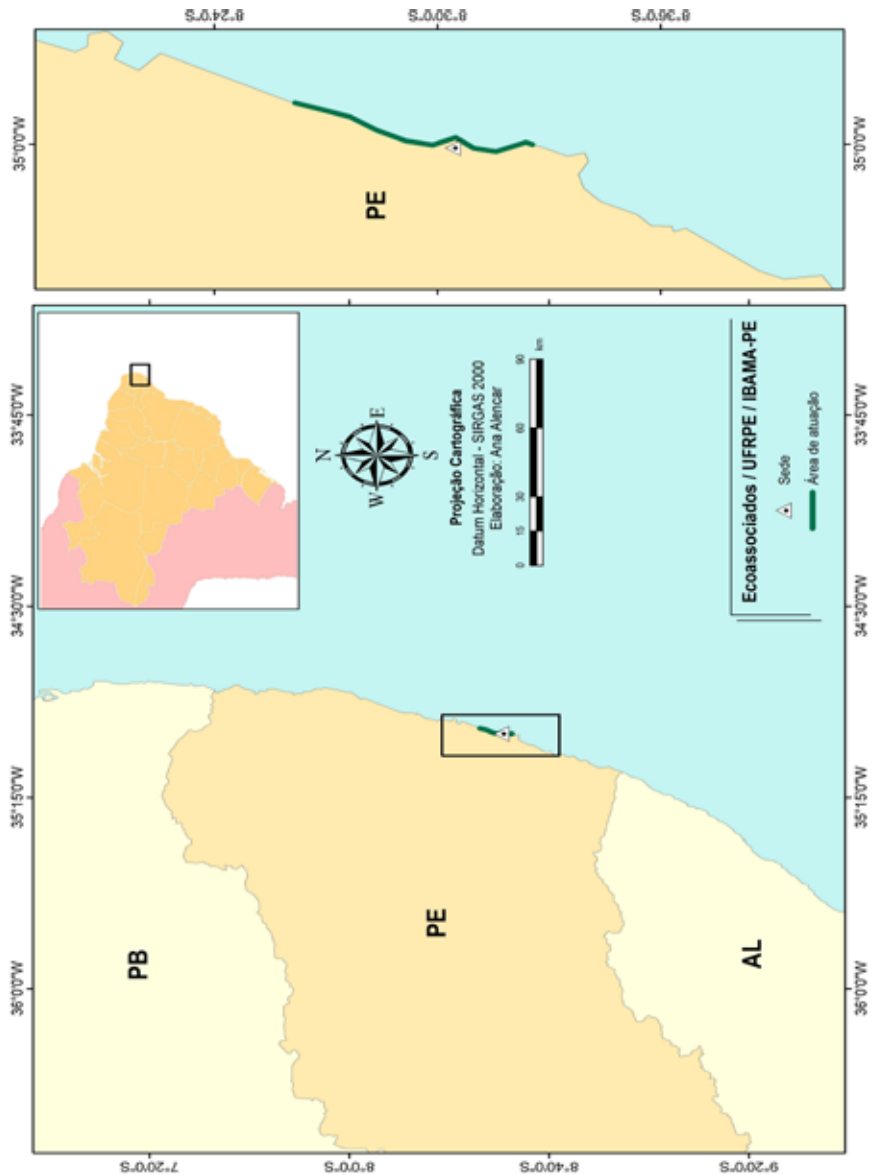 36°0'0"W 35°15'0"W 34°30'0"W 33°45'0"W 35°0'0"W
7°20'0"S
8°0'0"S
8°40'0"S
9°20'0"S
PB
PE
AL
N
W E
S
Projeção Cartográfica
Datum Horizontal - SIRGAS 2000
Elaboração: Ana Alencar
0 15 30 60 90
km
Ecoassociados / UFRPE / IBAMA-PE
Sede
Área de atuação
PE
8°24'0"S
8°30'0"S
8°36'0"S
36°0'0"W 35°15'0"W 34°30'0"W 33°45'0"W 35°0'0"W